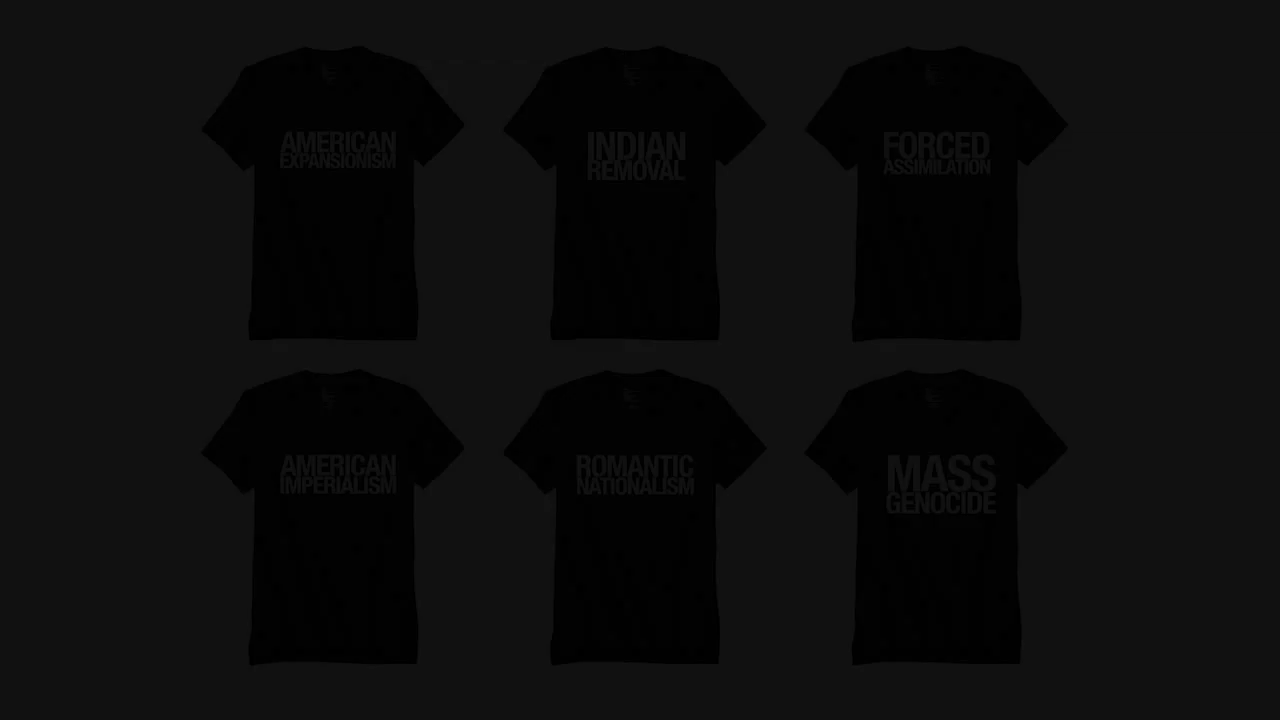 AMERICAN
EXPANSIONISM
INDIAN
REMOVAL
FORCED
ASSIMILATION
AMERICAN
IMPERIALISM
ROMANTIC
NATIONALISM
MASS
GENOCIDE